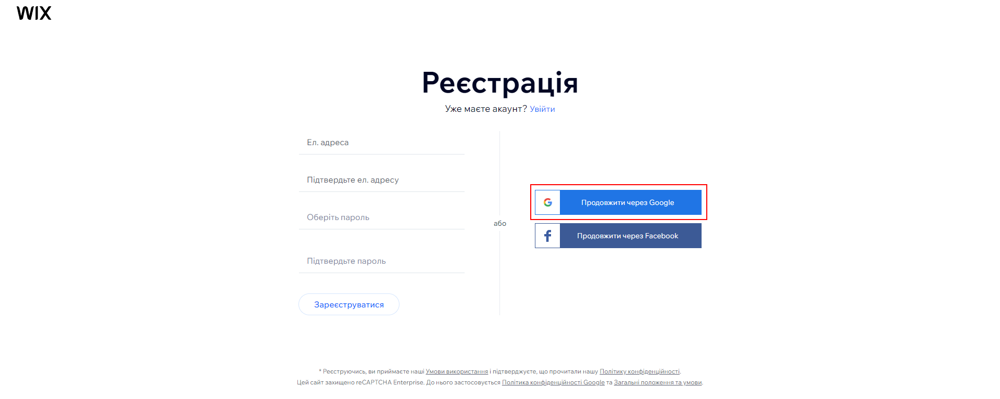 WIX
Реєстрація
Уже маєте акаунт? Увійти
Ел. адреса
Підтвердьте ел. адресу
Оберіть пароль
Підтвердьте пароль
Зареєструватися
або
Продовжити через Google
Продовжити через Facebook
* Реєструючись, ви приймаєте наші Умови використання і підтверджуєте, що прочитали нашу Політику конфіденційності.
Цей сайт захищено reCAPTCHA Enterprise. До нього застосовується Політика конфіденційності Google та Загальні положення та умови.